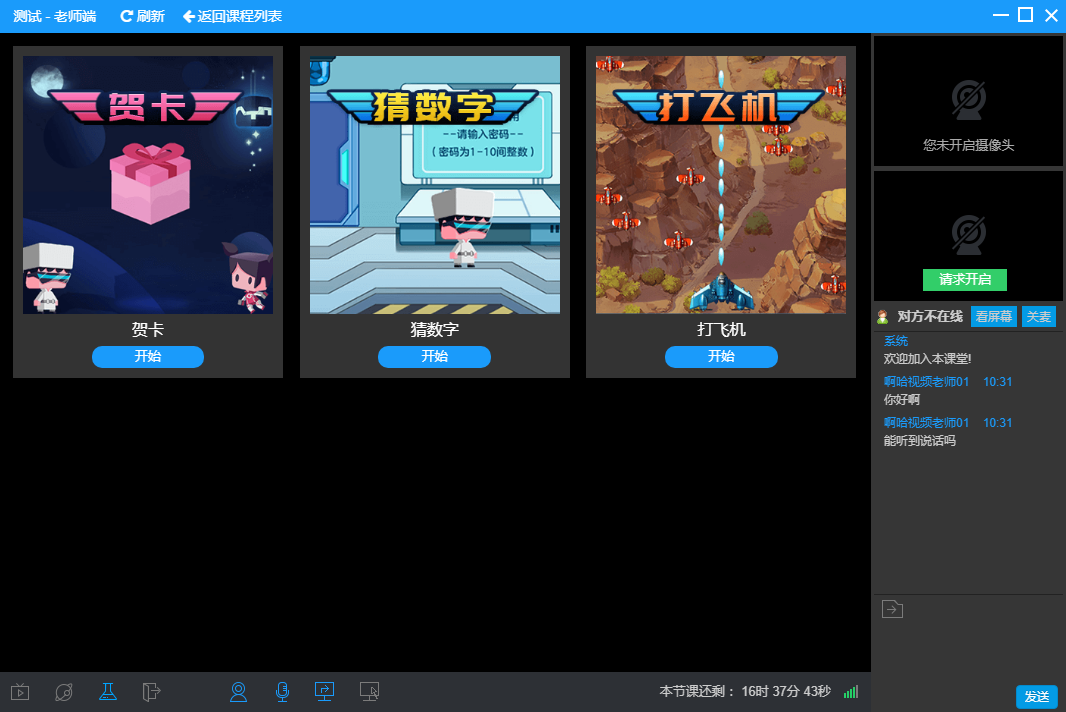 测试 - 老师端
刷新
返回课程列表
贺卡
猜数字
用
--请输入密码--
(密码为1-10间整数)
打飞机
贺卡
猜数字
打飞机
开始
开始
开始
您未开启摄像头
请求开启
对方不在线
看屏幕
关麦
系统
欢迎加入本课堂!
啊哈视频老师01 10:31
你好啊
啊哈视频老师01 10:31
能听到说话吗
本节课还剩： 16时 37分 43秒
发送